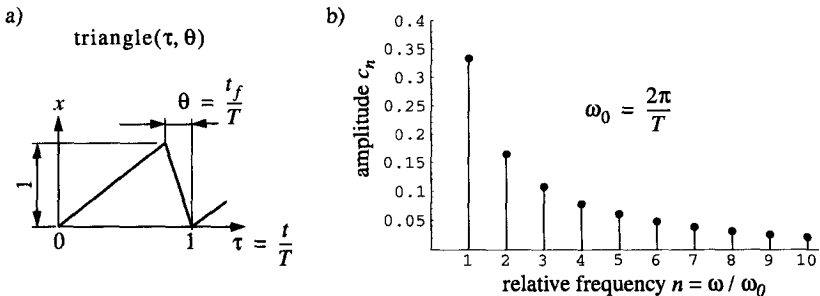 a)
triangle(τ, θ)
θ = t_f/T
x
1
0
1
τ = t/T
b)
amplitude c_n
0.4
0.35
0.3
0.25
0.2
0.15
0.1
0.05
ω_0 = 2π/T
1 2 3 4 5 6 7 8 9 10
relative frequency n = ω / ω_0